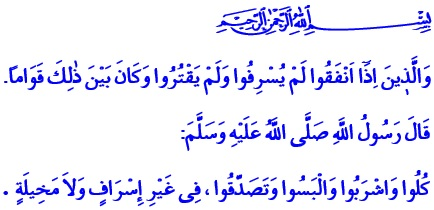 بِسْمِ اللهِ الرَّحْمٰنِ الرَّحِيمِ
وَالَّذ۪ينَ اِذَٓا اَنْفَقُوا لَمْ يُسْرِفُوا وَلَمْ يَقْتُرُوا وَكَانَ بَيْنَ ذٰلِكَ قَوَاماً.
قَالَ رَسُولُ اللَّهِ صَلَّى اللَّهُ عَلَيْهِ وَسَلَّمَ:
كُلُوا وَاشْرَبُوا وَالْبَسُوا وَتَصَدَّقُوا ، فِى غَيْرِ إِسْرَافٍ وَلاَ مَخِيلَةٍ .